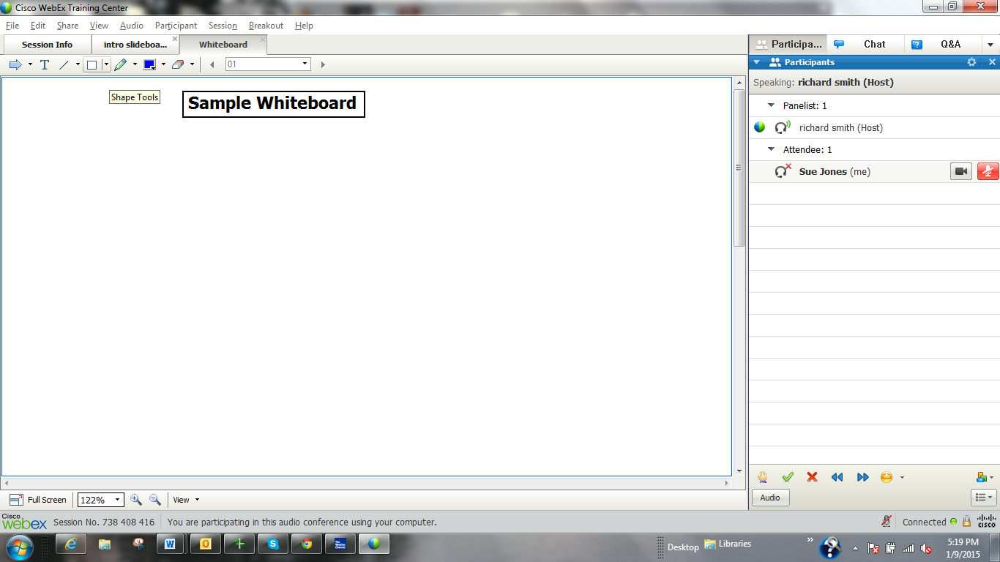 Cisco WebEx Training Center
File Edit Share View Audio Participant Session Breakout Help
Session Info
intro slideboa...
Whiteboard
T
01
Shape Tools
Sample Whiteboard
Participa...
Chat
Q&A
Participants
Speaking: richard smith (Host)
Panelist: 1
richard smith (Host)
Attendee: 1
Sue Jones (me)
Audio
Full Screen
122%
View
Cisco
webex
Session No. 738 408 416
You are participating in this audio conference using your computer.
Connected
CISCO
Desktop
Libraries
5:19 PM
1/9/2015